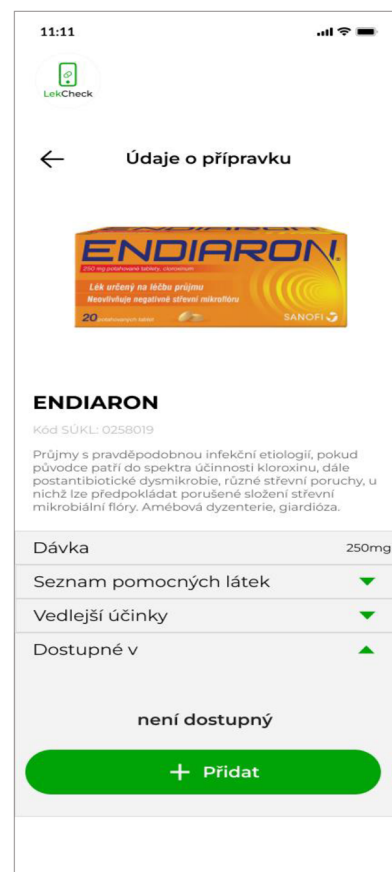 11:11
LekCheck
Údaje o přípravku
ENDIARON
250 mg potahované tablety, cloroxinum
Lék určený na léčbu průjmu
Neovlivňuje negativně střevní mikroflóru
20 potahovaných tablet
SANOFI
ENDIARON
Kód SÚKL: 0258019
Průjmy s pravděpodobnou infekční etiologií, pokud
původce patří do spektra účinnosti kloroxinu, dále
postantibiotické dysmikrobie, různé střevní poruchy, u
nichž lze předpokládat porušené složení střevní
mikrobiální flóry. Amébová dyzenterie, giardióza.
Dávka 250mg
Seznam pomocných látek
Vedlejší účinky
Dostupné v
není dostupný
+ Přidat